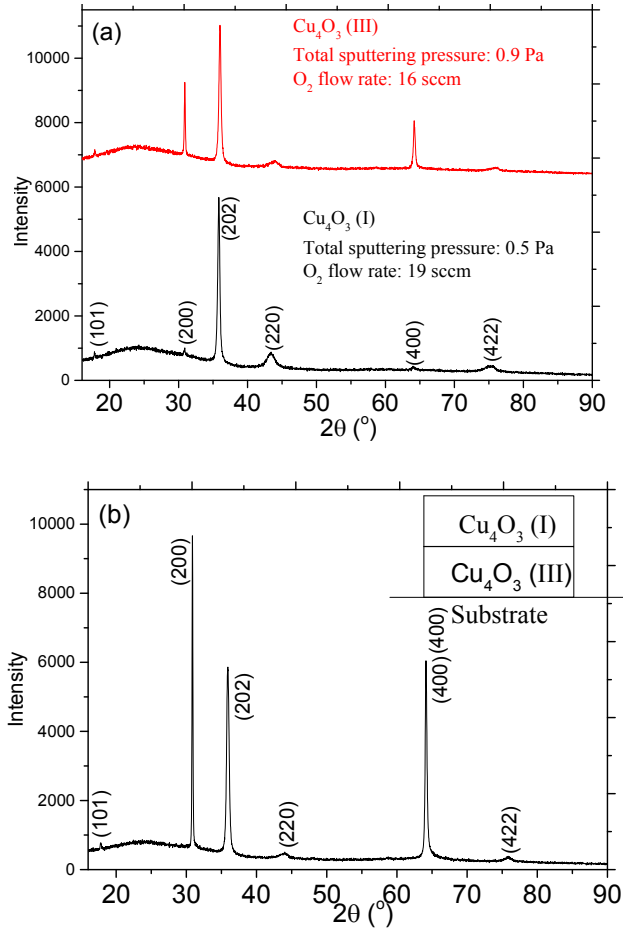 (a)
Cu₄O₃ (III)
Total sputtering pressure: 0.9 Pa
O₂ flow rate: 16 sccm
Cu₄O₃ (I)
Total sputtering pressure: 0.5 Pa
O₂ flow rate: 19 sccm
Intensity
10000
8000
6000
4000
2000
0
(101)
(200)
(202)
(220)
(400)
(422)
20 30 40 50 60 70 80 90
2θ (°)
(b)
Cu₄O₃ (I)
Cu₄O₃ (III)
Substrate
Intensity
10000
8000
6000
4000
2000
0
(101)
(200)
(202)
(220)
(400)
(400)
(422)
20 30 40 50 60 70 80 90
2θ (°)